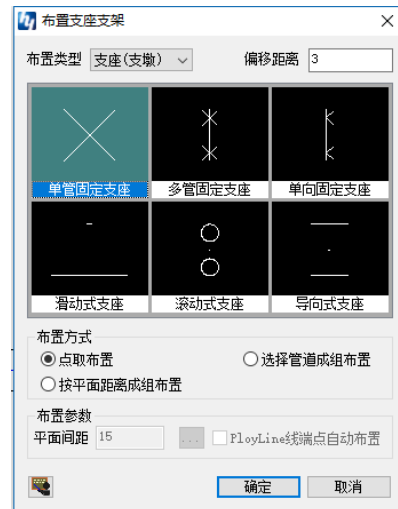 布置支座支架
布置类型 支座(支墩) 偏移距离 3
单管固定支座 多管固定支座 单向固定支座
滑动式支座 滚动式支座 导向式支座
布置方式
点取布置 选择管道成组布置
按平面距离成组布置
布置参数
平面间距 15 ... PloyLine线端点自动布置
确定 取消